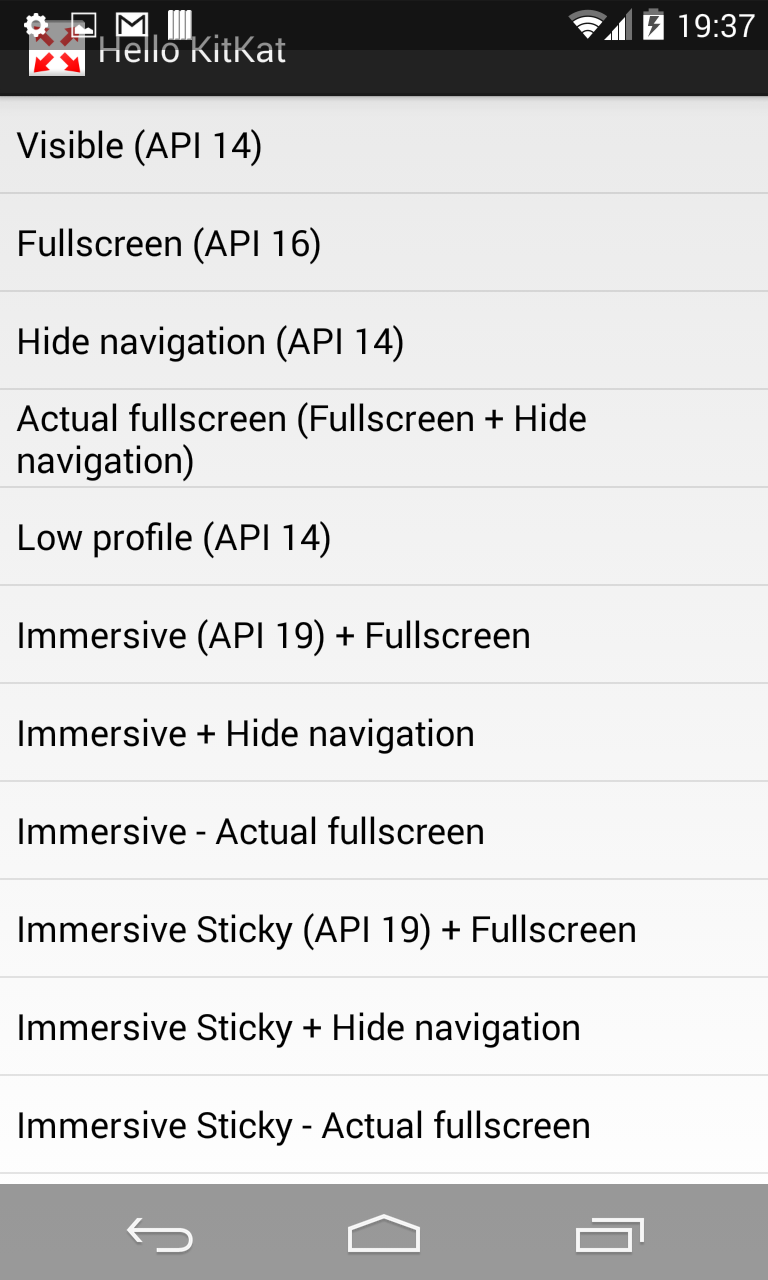 19:37
Hello KitKat
Visible (API 14)
Fullscreen (API 16)
Hide navigation (API 14)
Actual fullscreen (Fullscreen + Hide
navigation)
Low profile (API 14)
Immersive (API 19) + Fullscreen
Immersive + Hide navigation
Immersive - Actual fullscreen
Immersive Sticky (API 19) + Fullscreen
Immersive Sticky + Hide navigation
Immersive Sticky - Actual fullscreen